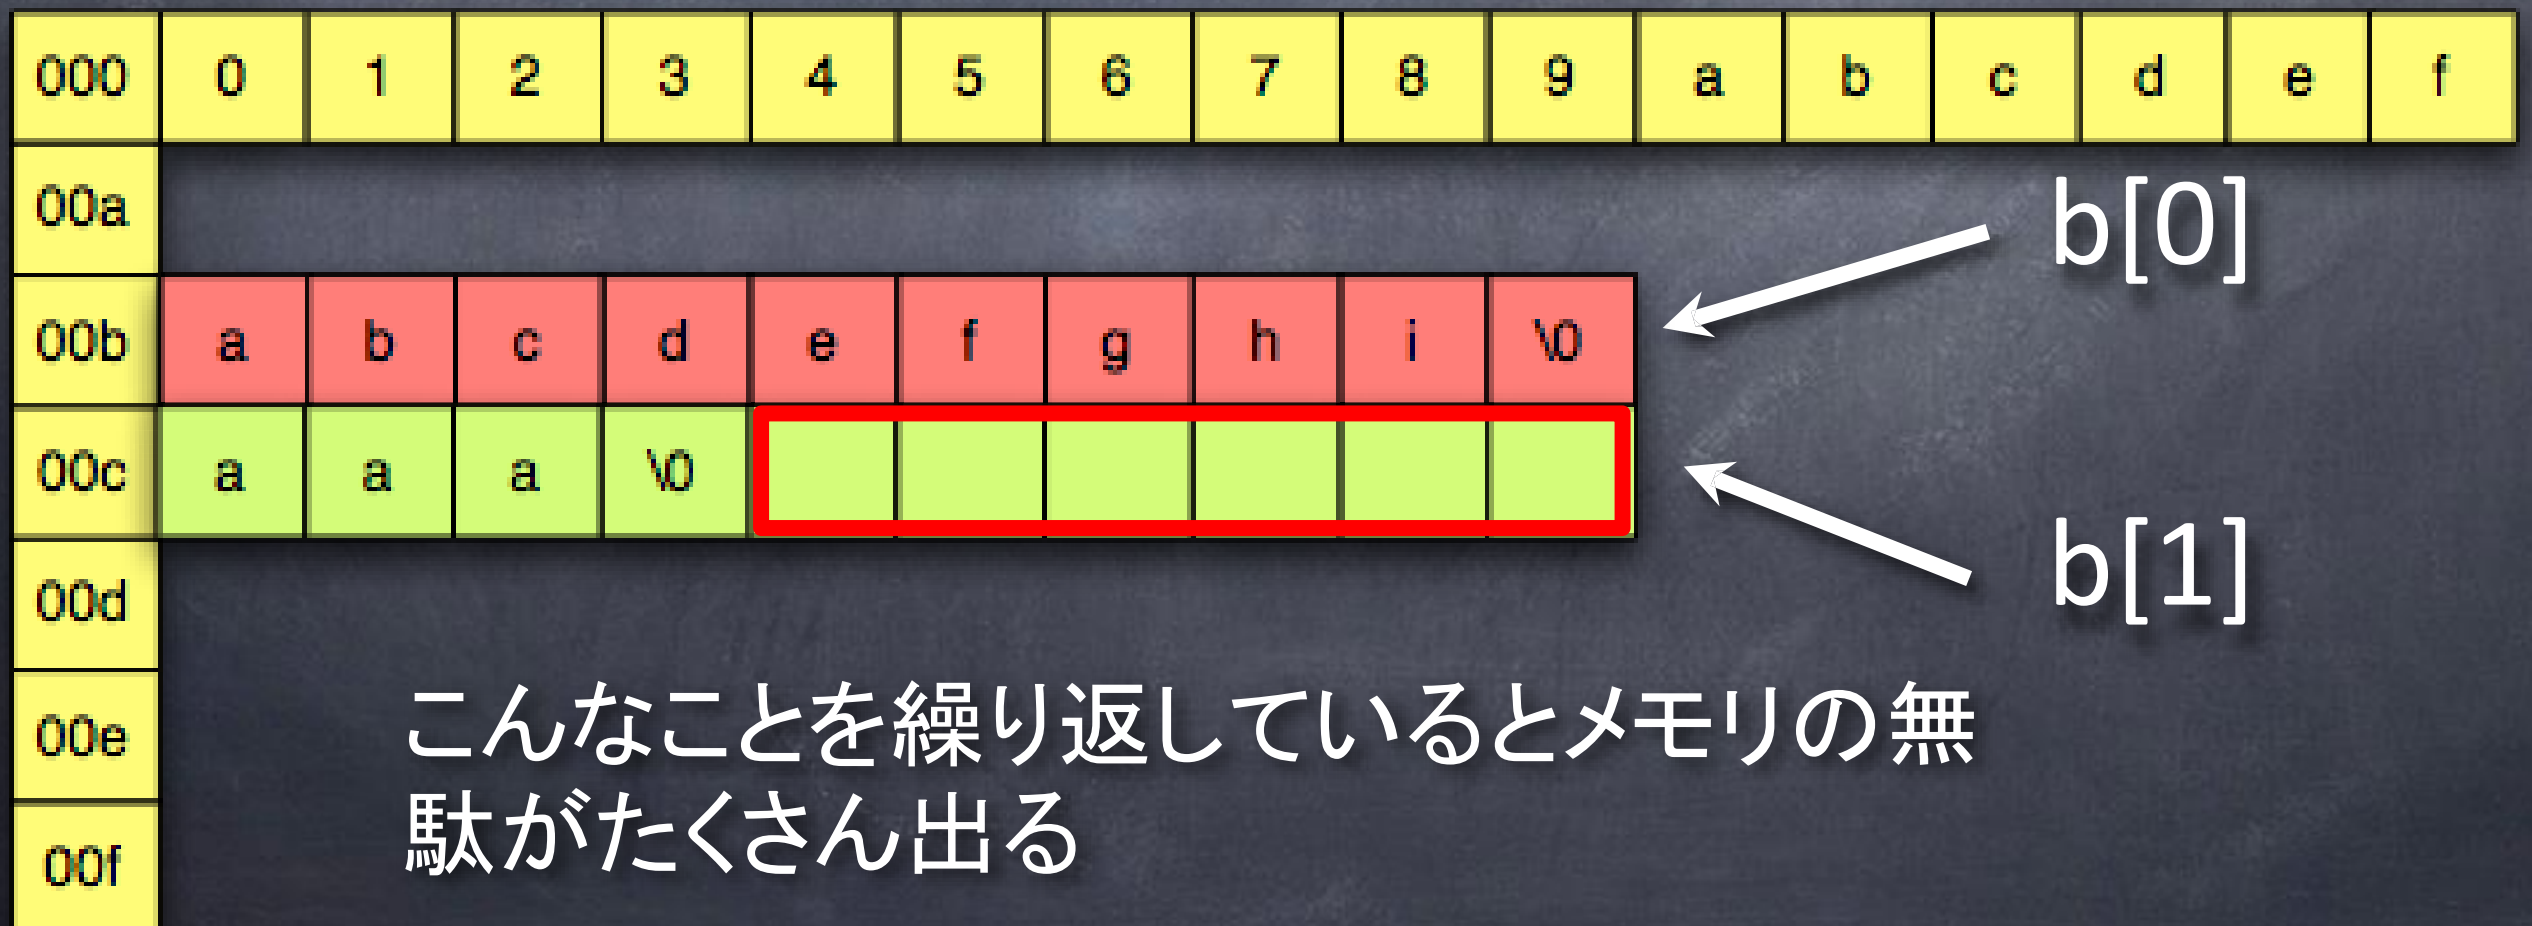 000 0 1 2 3 4 5 6 7 8 9 a b c d e f
00a
b[0]
00b a b c d e f g h i \0
00c a a a \0
b[1]
00d
00e
00f
こんなことを繰り返しているとメモリの無
駄がたくさん出る